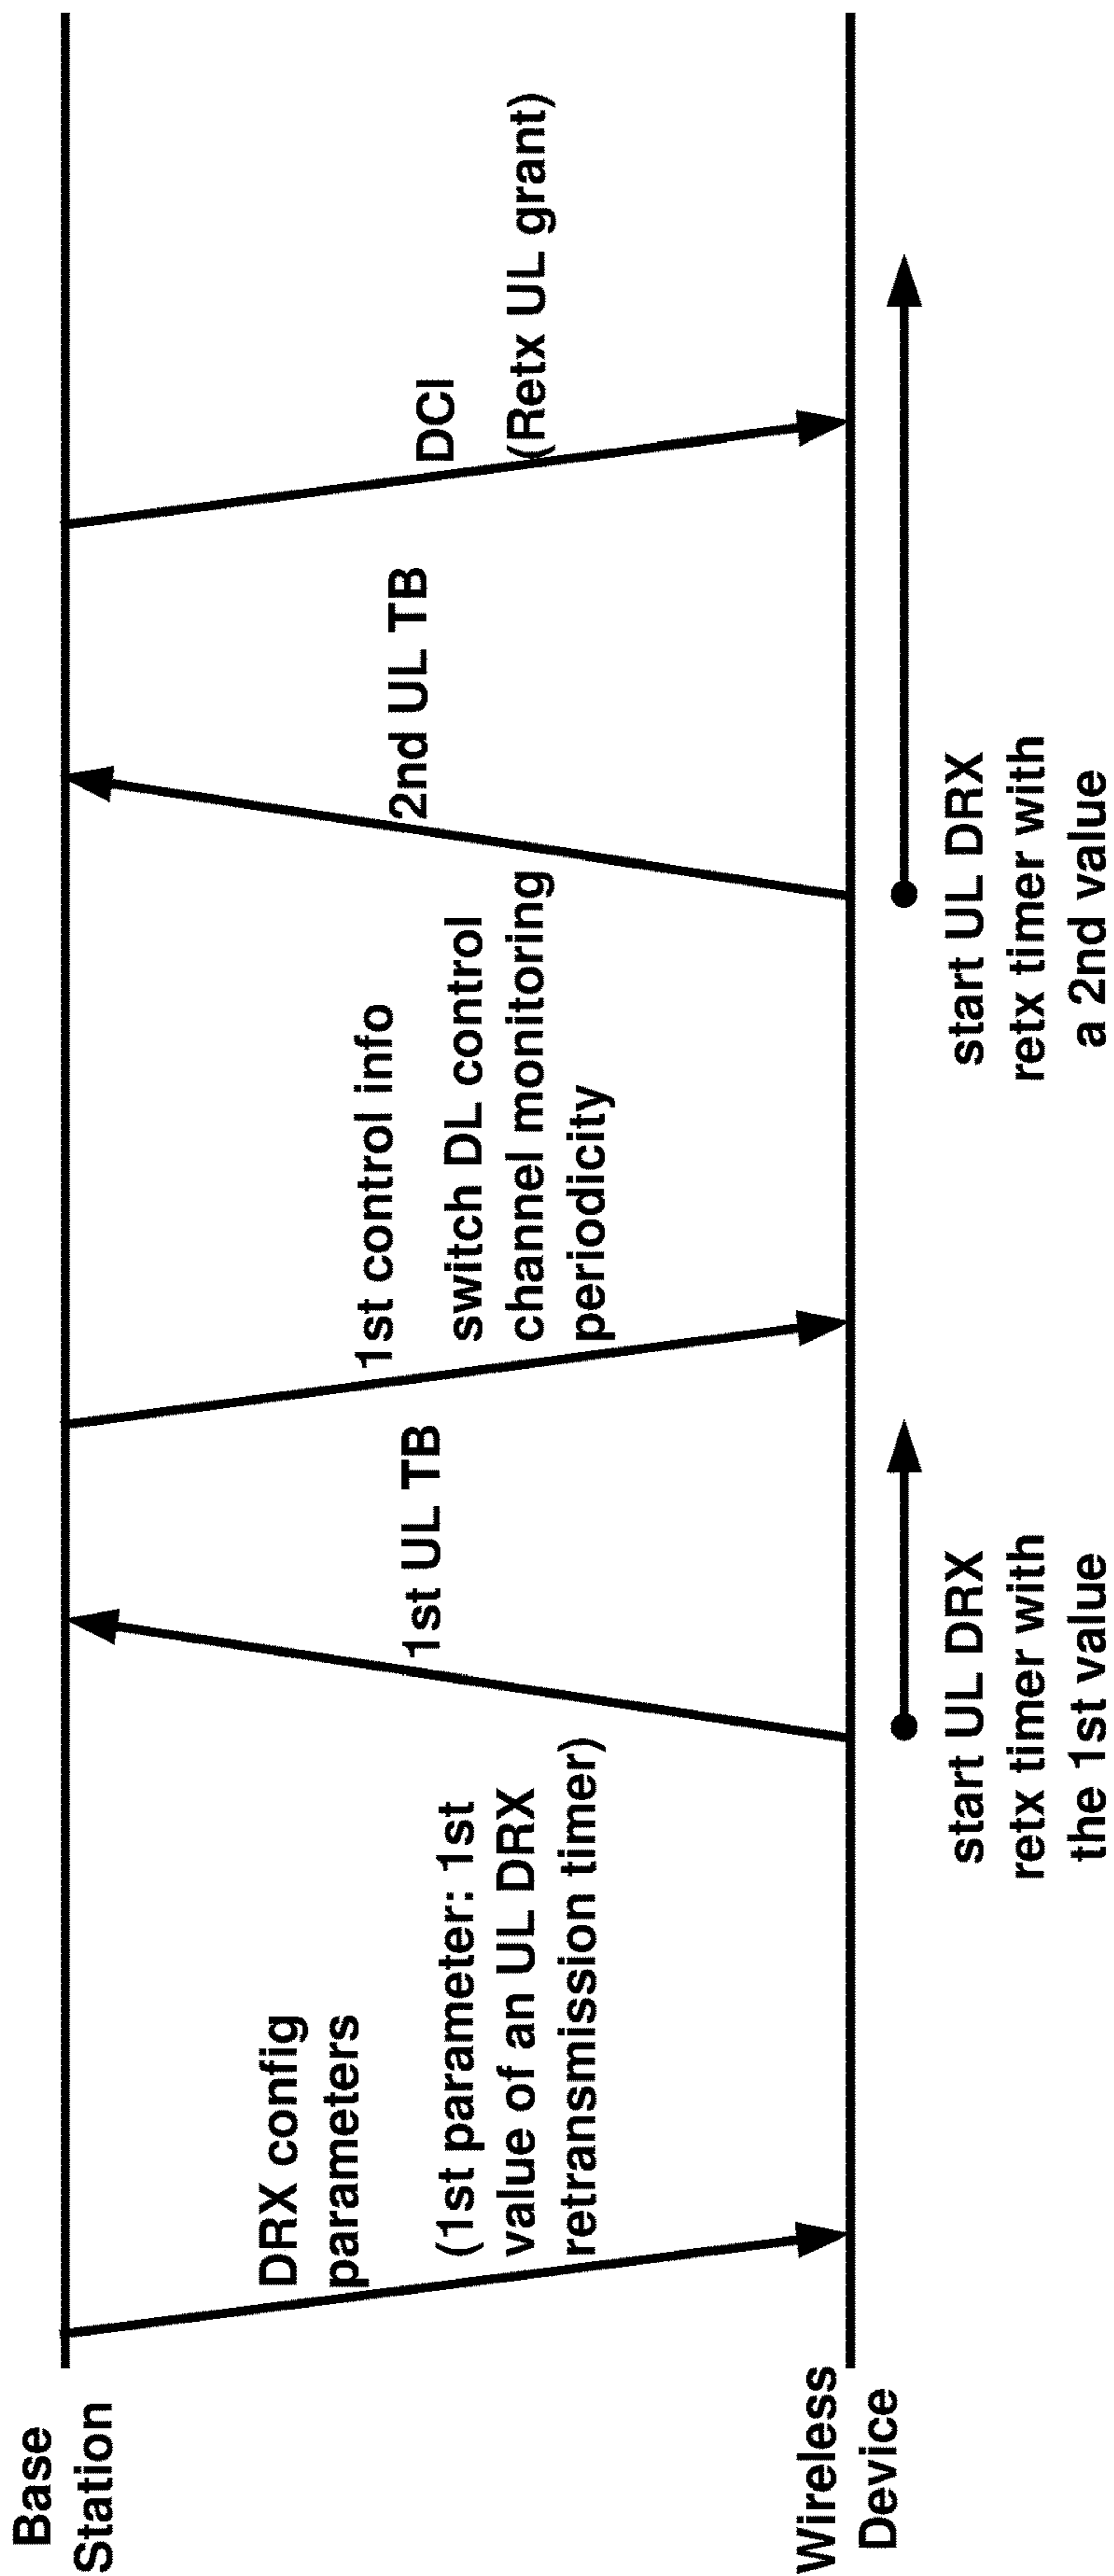 Base
Station
DRX config
parameters
(1st parameter: 1st
value of an UL DRX
retransmission timer)
1st UL TB
1st control info
switch DL control
channel monitoring
periodicity
2nd UL TB
DCI
(Retx UL grant)
Wireless
Device
start UL DRX
retx timer with
the 1st value
start UL DRX
retx timer with
a 2nd value